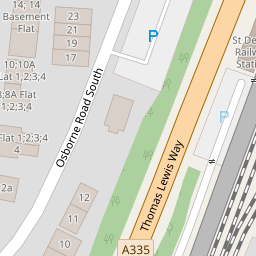 14; 14
Basement
Flat
23
21
19
17
10;10A
Flat 1;2;3;4
8;8A Flat
1;2;3;4
Flat 1;2;3;4
4
2a
12
11
10
Osborne Road South
P
Thomas Lewis Way
A335
St De
Railw
Stati
P